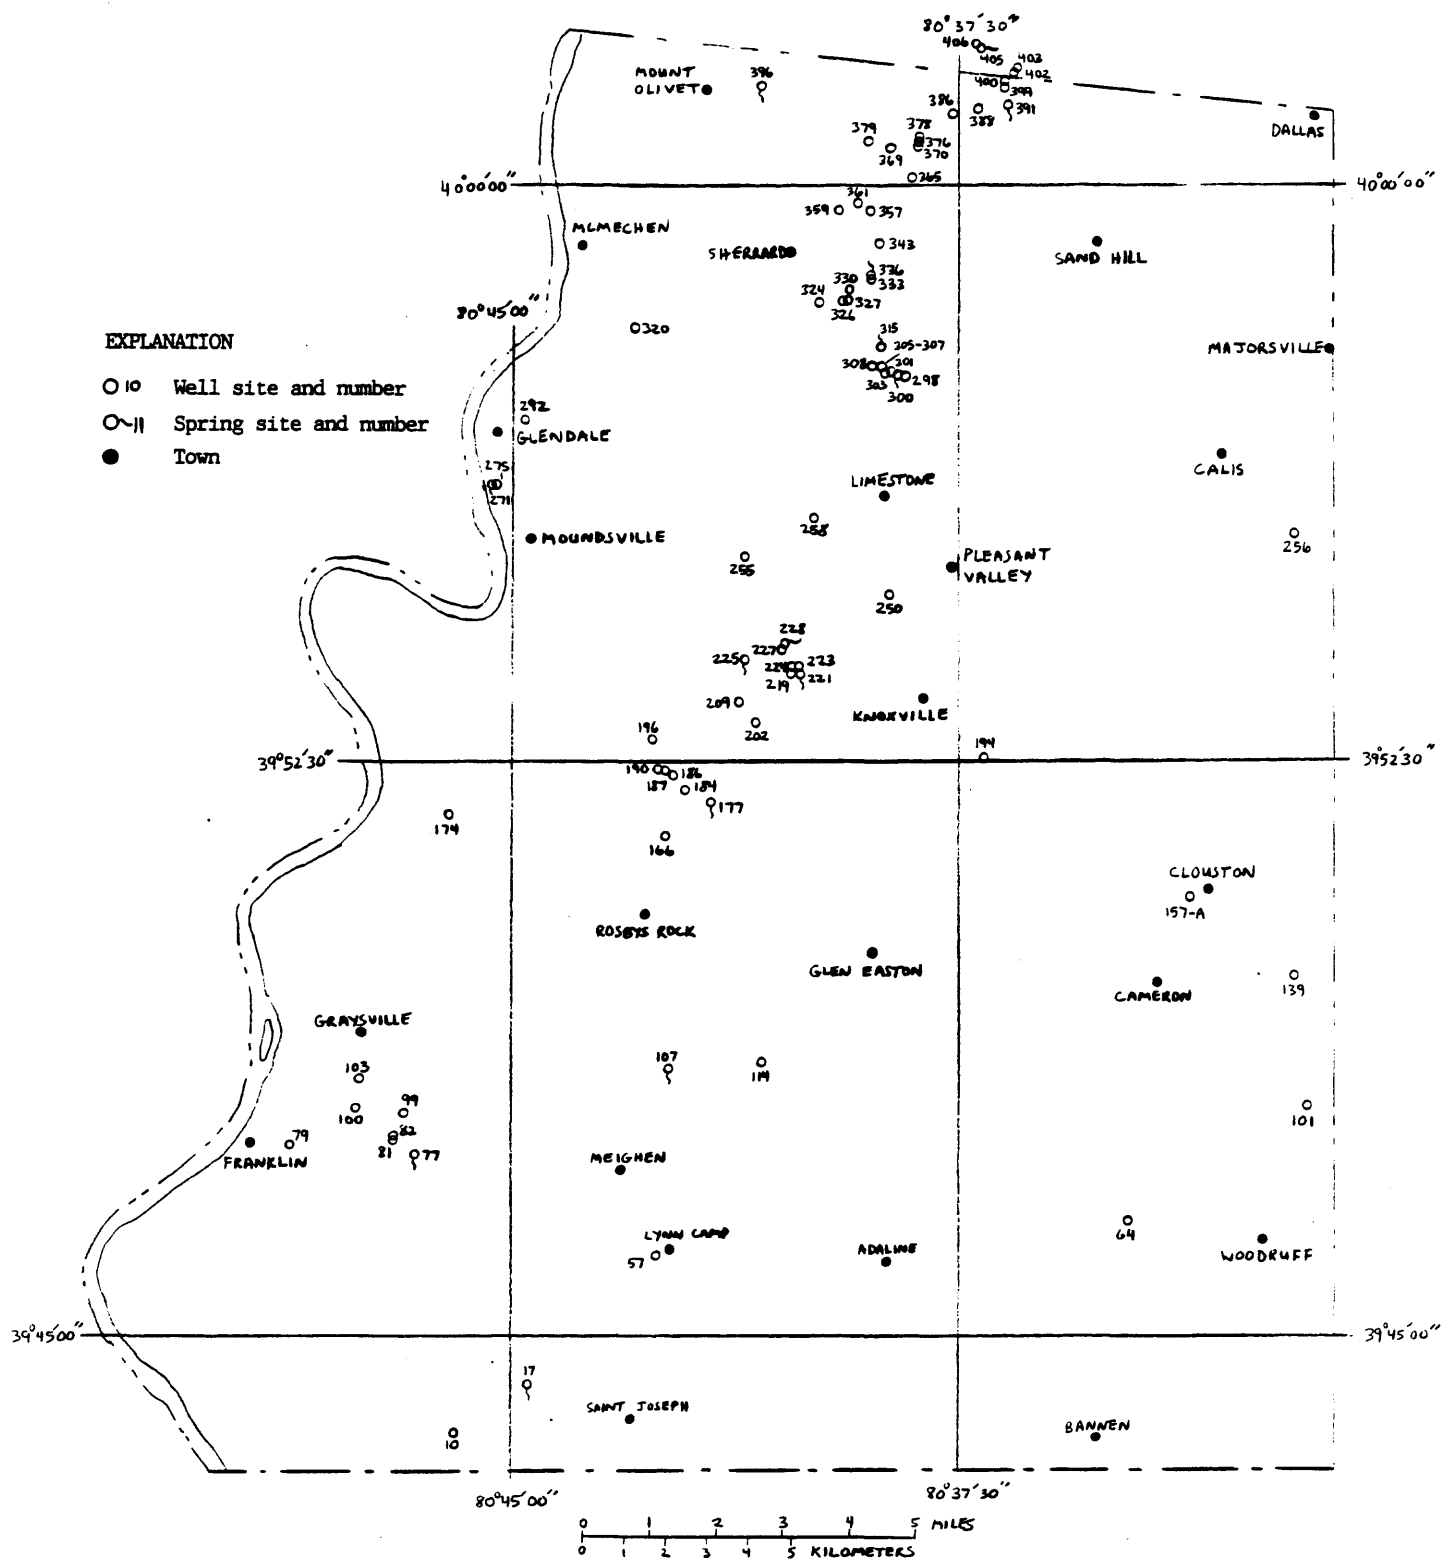 80°37'30"
406
405
403
402
400
399
391
MOUNT
OLIVET
396
386
388
DALLAS
379
378
376
370
369
365
40°00'00"
40°00'00"
361
359
357
MCMECHEN
SHERRARD
343
SAND HILL
336
333
330
324
327
326
80°45'00"
320
315
305-307
MAJORSVILLE
308
301
298
303
300
EXPLANATION
10 Well site and number
11 Spring site and number
Town
292
GLENDALE
275
271
CALIS
LIMESTONE
258
MOUNDSVILLE
256
255
PLEASANT
VALLEY
250
228
227
225
224
223
219
221
209
KNOXVILLE
202
196
194
39°52'30"
39°52'30"
190
186
187
184
177
174
166
CLOUSTON
157-A
ROSBYS ROCK
GLEN EASTON
CAMERON
139
GRAYSVILLE
103
107
114
100
99
101
82
81
79
77
FRANKLIN
MEIGHEN
LYNN CAMP
57
ADALINE
64
WOODRUFF
39°45'00"
39°45'00"
17
SAINT JOSEPH
10
BANNEN
80°45'00"
80°37'30"
0 1 2 3 4 5 MILES
0 1 2 3 4 5 KILOMETERS